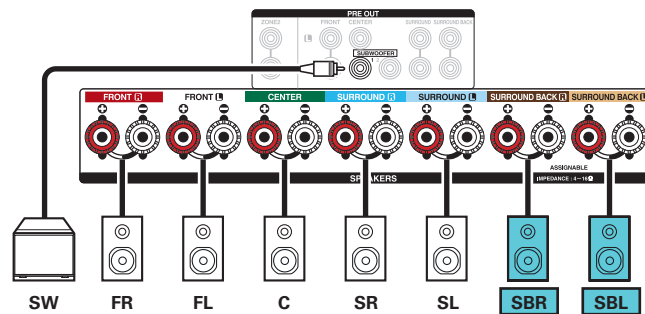 PRE OUT
ZONE2 FRONT CENTER SURROUND SURROUND BACK
L
SUBWOOFER
1 2
FRONT R FRONT L CENTER SURROUND R SURROUND L SURROUND BACK R SURROUND BACK L
+ − + − + − + − + − + − + −
ASSIGNABLE
SPEAKERS IMPEDANCE : 4~16Ω
SW FR FL C SR SL SBR SBL